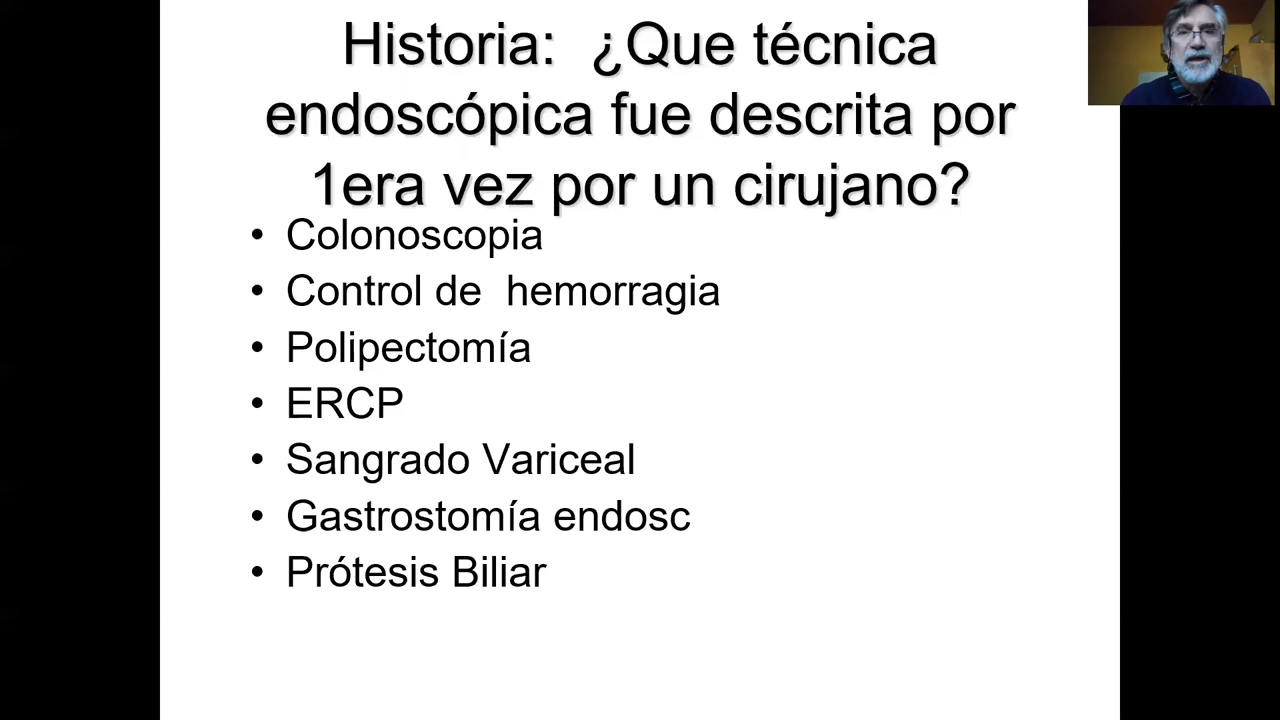 Historia: ¿Que técnica
endoscópica fue descrita por
1era vez por un cirujano?
• Colonoscopia
• Control de hemorragia
• Polipectomía
• ERCP
• Sangrado Variceal
• Gastrostomía endosc
• Prótesis Biliar